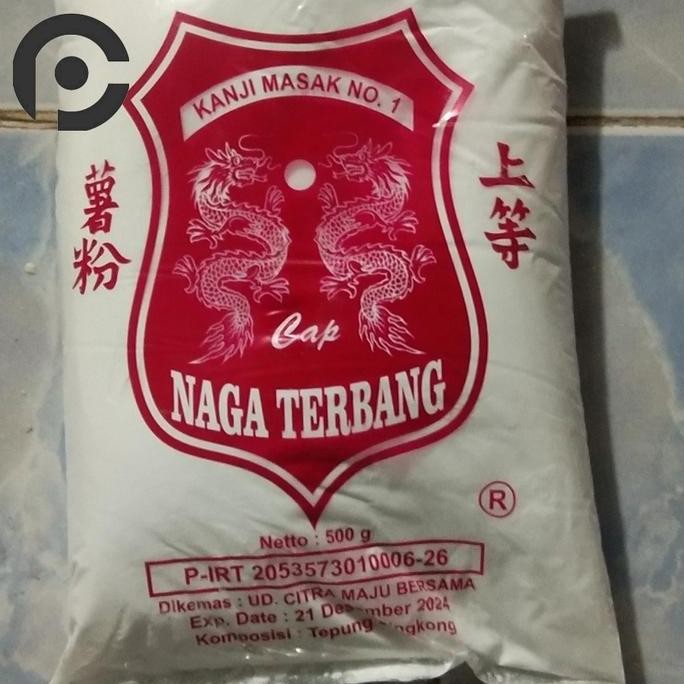 KANJI MASAK NO. 1
薯粉
上等
Cap
NAGA TERBANG
®
Netto : 500 g
P-IRT 2053573010006-26
Dikemas : UD. CITRA MAJU BERSAMA
Exp. Date : 21 Desember 2024
Komposisi : Tepung